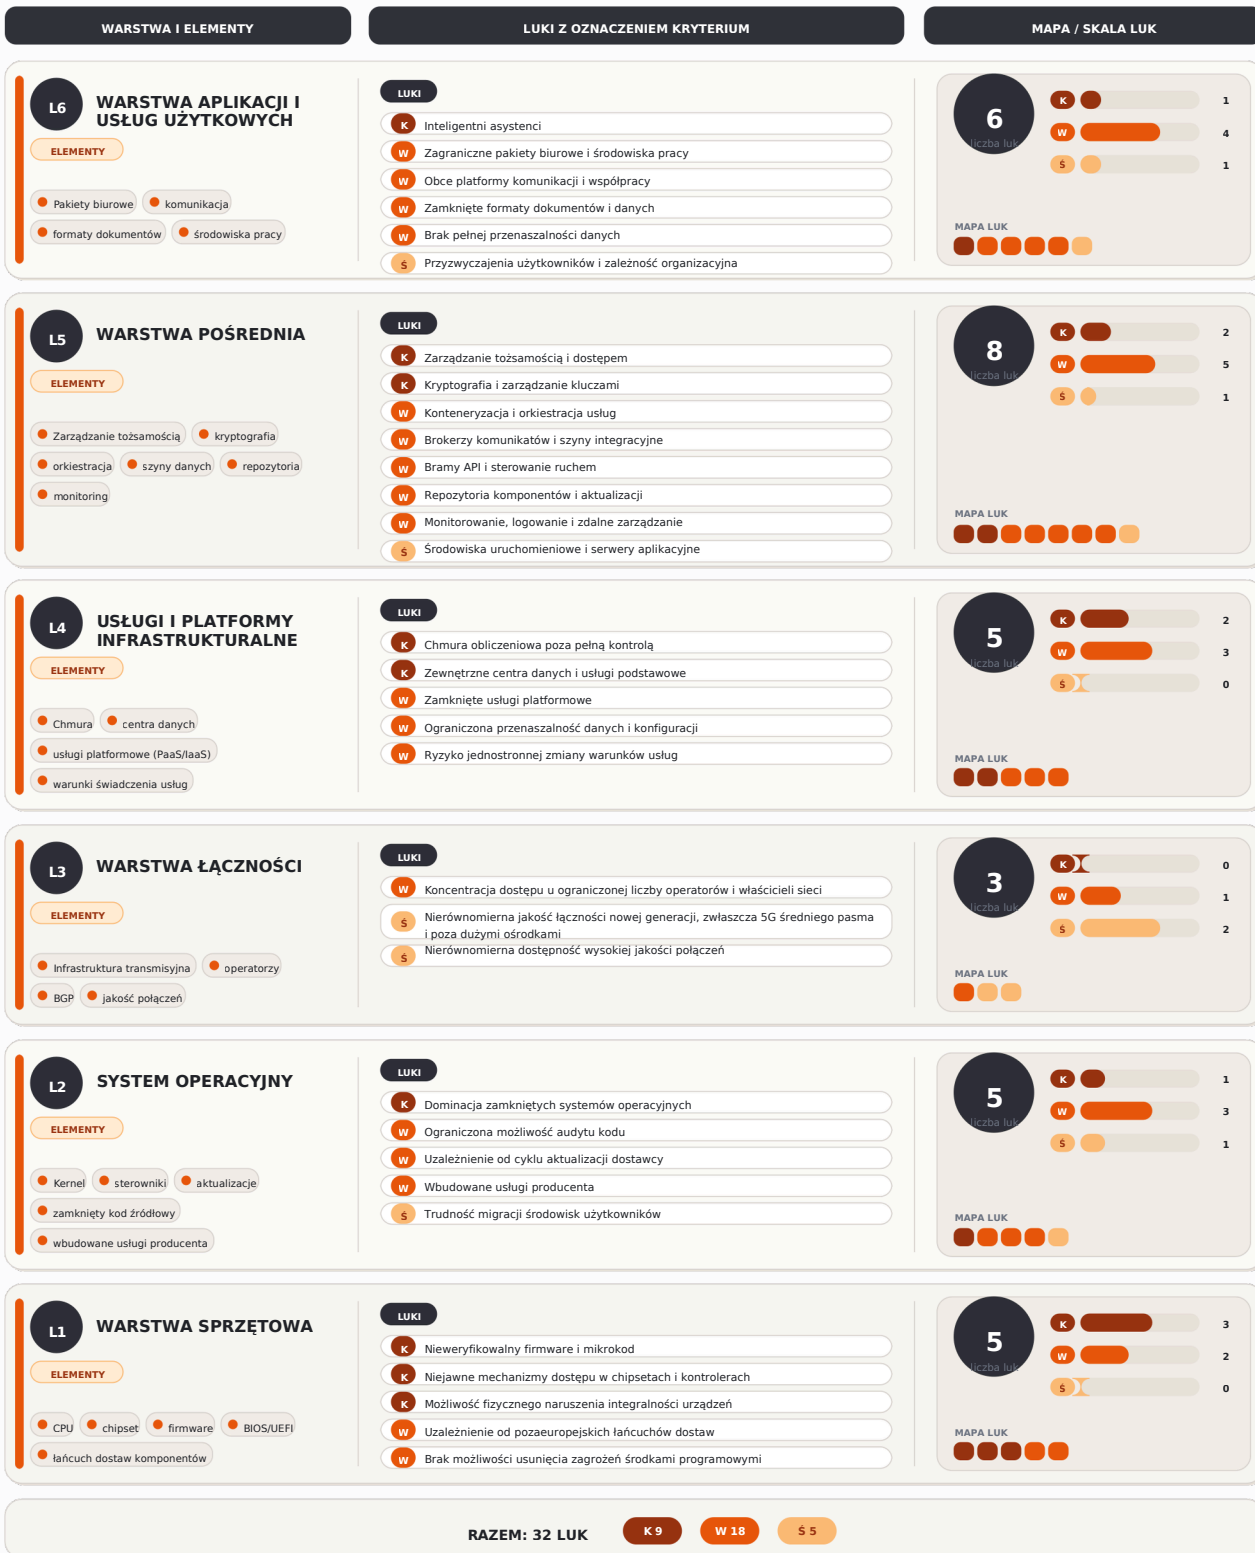 WARSTWA I ELEMENTY
LUKI Z OZNACZENIEM KRYTERIUM
MAPA / SKALA LUK
L6
WARSTWA APLIKACJI I
USŁUG UŻYTKOWYCH
ELEMENTY
Pakiety biurowe
komunikacja
formaty dokumentów
środowiska pracy
LUKI
K Inteligentni asystenci
W Zagraniczne pakiety biurowe i środowiska pracy
W Obce platformy komunikacji i współpracy
W Zamknięte formaty dokumentów i danych
W Brak pełnej przenaszalności danych
Ś Przyzwyczajenia użytkowników i zależność organizacyjna
6
liczba luk
K 1
W 4
Ś 1
MAPA LUK
L5
WARSTWA POŚREDNIA
ELEMENTY
Zarządzanie tożsamością
kryptografia
orkiestracja
szyny danych
repozytoria
monitoring
LUKI
K Zarządzanie tożsamością i dostępem
K Kryptografia i zarządzanie kluczami
W Konteneryzacja i orkiestracja usług
W Brokerzy komunikatów i szyny integracyjne
W Bramy API i sterowanie ruchem
W Repozytoria komponentów i aktualizacji
W Monitorowanie, logowanie i zdalne zarządzanie
Ś Środowiska uruchomieniowe i serwery aplikacyjne
8
liczba luk
K 2
W 5
Ś 1
MAPA LUK
L4
USŁUGI I PLATFORMY
INFRASTRUKTURALNE
ELEMENTY
Chmura
centra danych
usługi platformowe (PaaS/IaaS)
warunki świadczenia usług
LUKI
K Chmura obliczeniowa poza pełną kontrolą
K Zewnętrzne centra danych i usługi podstawowe
W Zamknięte usługi platformowe
W Ograniczona przenaszalność danych i konfiguracji
W Ryzyko jednostronnej zmiany warunków usług
5
liczba luk
K 2
W 3
Ś 0
MAPA LUK
L3
WARSTWA ŁĄCZNOŚCI
ELEMENTY
Infrastruktura transmisyjna
operatorzy
BGP
jakość połączeń
LUKI
W Koncentracja dostępu u ograniczonej liczby operatorów i właścicieli sieci
Ś Nierównomierna jakość łączności nowej generacji, zwłaszcza 5G średniego pasma
i poza dużymi ośrodkami
Ś Nierównomierna dostępność wysokiej jakości połączeń
3
liczba luk
K 0
W 1
Ś 2
MAPA LUK
L2
SYSTEM OPERACYJNY
ELEMENTY
Kernel
sterowniki
aktualizacje
zamknięty kod źródłowy
wbudowane usługi producenta
LUKI
K Dominacja zamkniętych systemów operacyjnych
W Ograniczona możliwość audytu kodu
W Uzależnienie od cyklu aktualizacji dostawcy
W Wbudowane usługi producenta
Ś Trudność migracji środowisk użytkowników
5
liczba luk
K 1
W 3
Ś 1
MAPA LUK
L1
WARSTWA SPRZĘTOWA
ELEMENTY
CPU
chipset
firmware
BIOS/UEFI
łańcuch dostaw komponentów
LUKI
K Nieweryfikowalny firmware i mikrokod
K Niejawne mechanizmy dostępu w chipsetach i kontrolerach
K Możliwość fizycznego naruszenia integralności urządzeń
W Uzależnienie od pozaeuropejskich łańcuchów dostaw
W Brak możliwości usunięcia zagrożeń środkami programowymi
5
liczba luk
K 3
W 2
Ś 0
MAPA LUK
RAZEM: 32 LUK
K 9
W 18
Ś 5